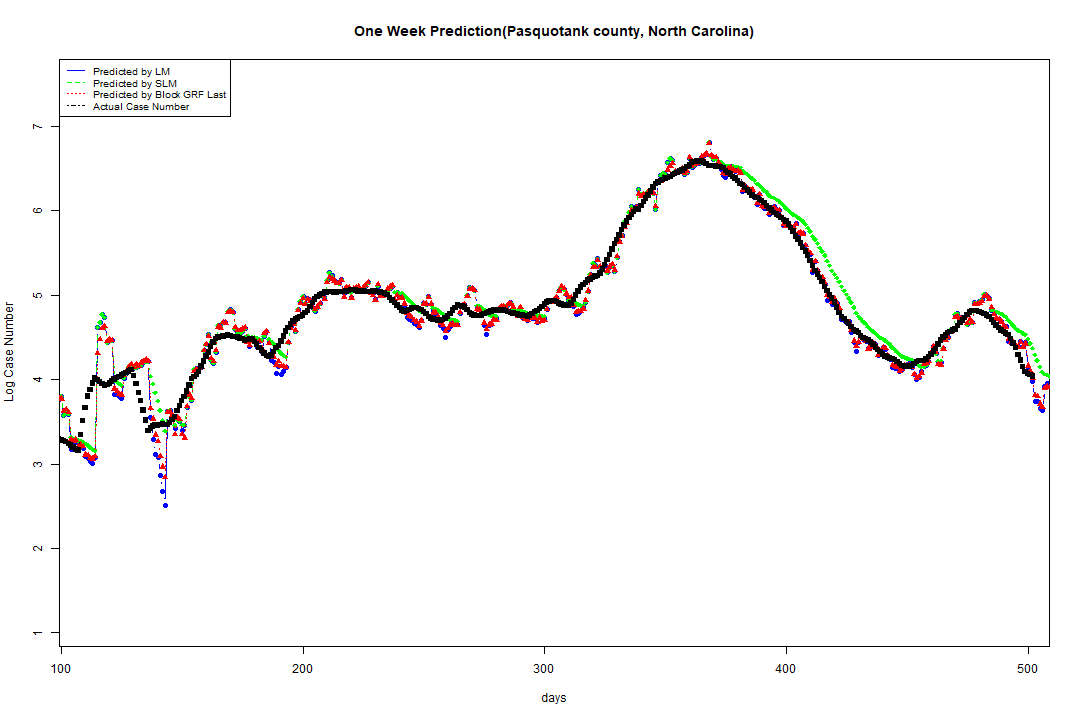 One Week Prediction(Pasquotank county, North Carolina)
Predicted by LM
Predicted by SLM
Predicted by Block GRF Last
Actual Case Number
7
6
5
4
3
2
1
Log Case Number
100 200 300 400 500
days